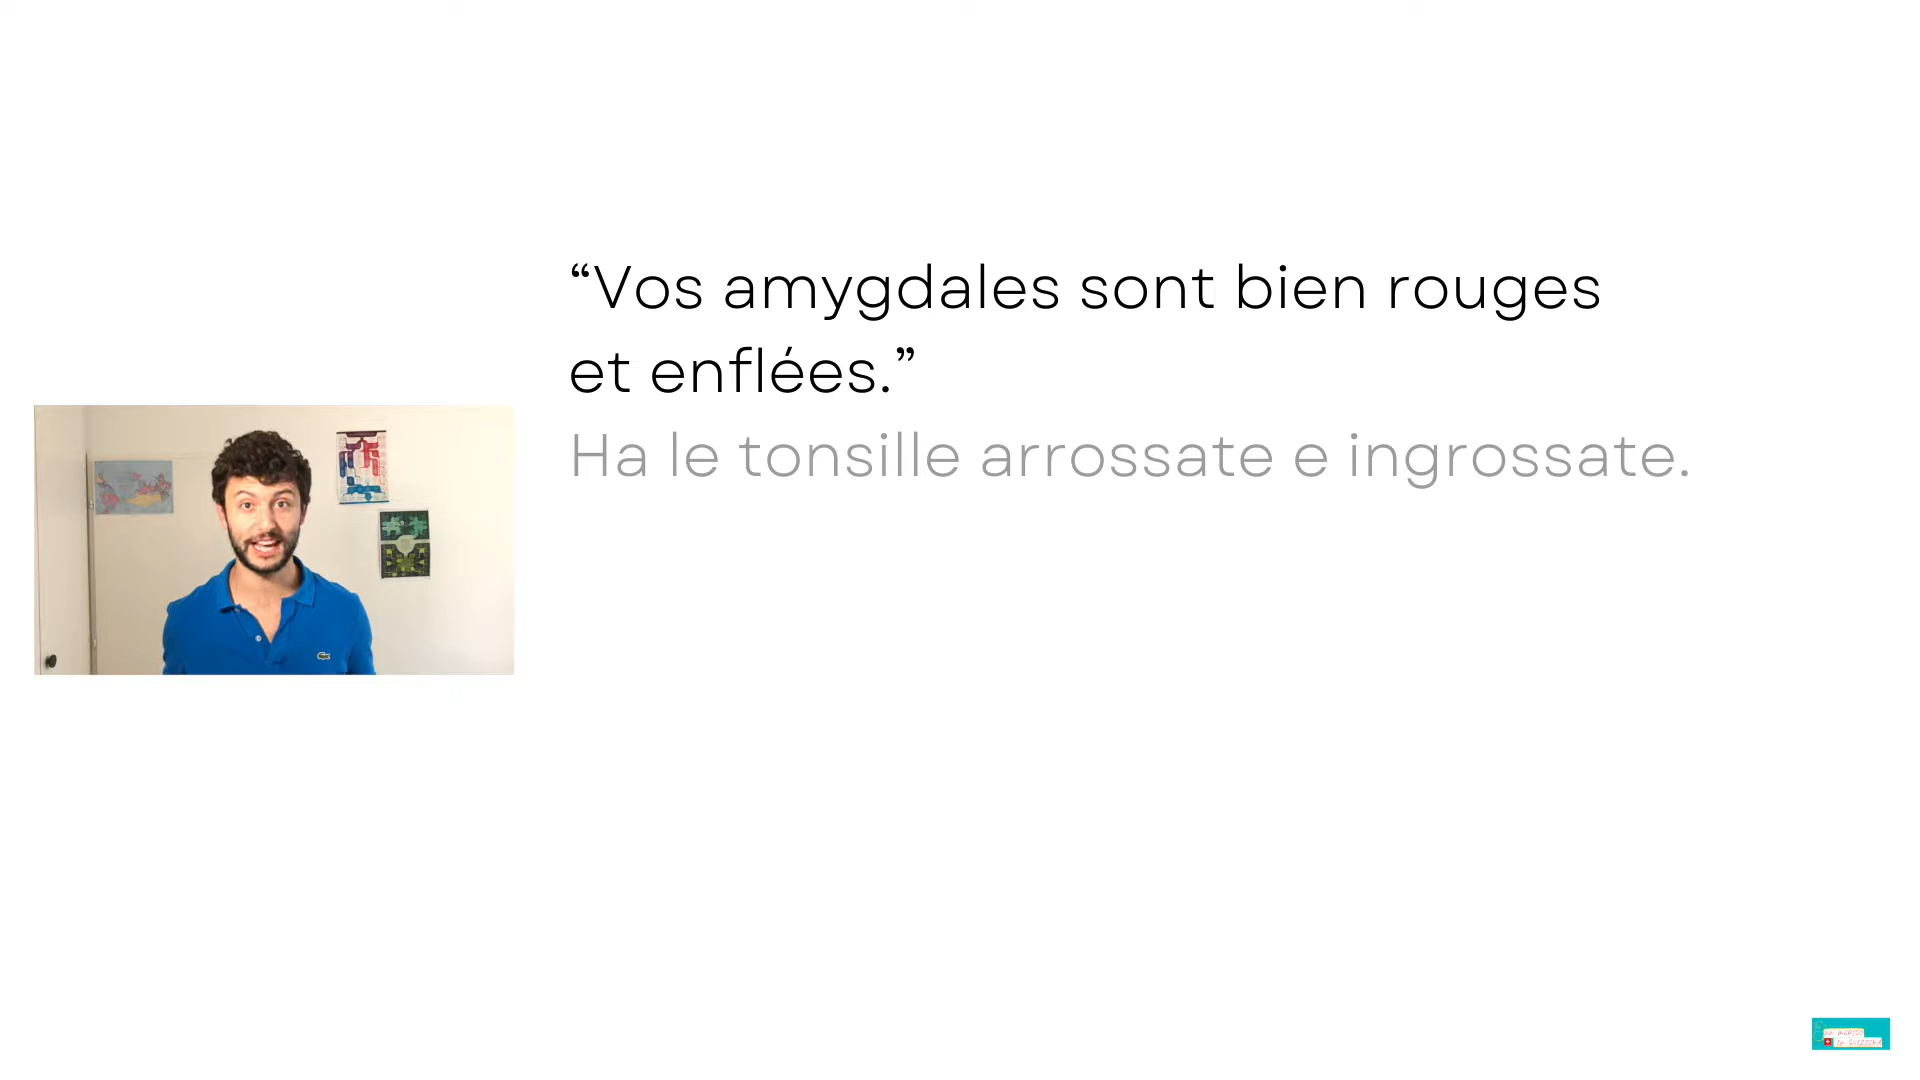 “Vos amygdales sont bien rouges
et enflées.”
Ha le tonsille arrossate e ingrossate.